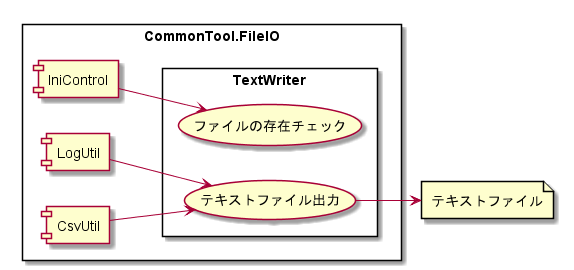 CommonTool.FileIO
TextWriter
IniControl
ファイルの存在チェック
LogUtil
テキストファイル出力
CsvUtil
テキストファイル